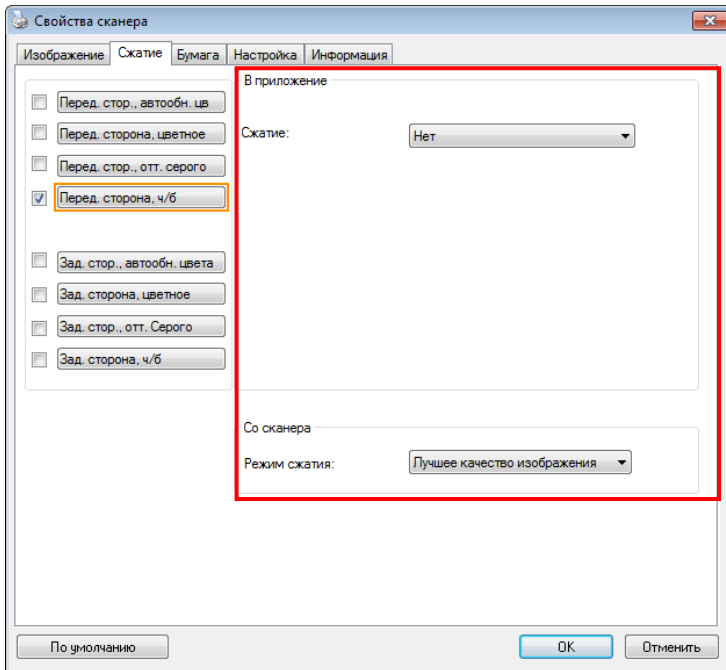 Свойства сканера
Изображение Сжатие Бумага Настройка Информация
Перед. стор., автообн. цв
Перед. сторона, цветное
Перед. стор., отт. серого
Перед. сторона, ч/б
Зад. стор., автообн. цвета
Зад. сторона, цветное
Зад. стор., отт. Серого
Зад. сторона, ч/б
В приложение
Сжатие: Нет
Со сканера
Режим сжатия: Лучшее качество изображения
По умолчанию OK Отменить